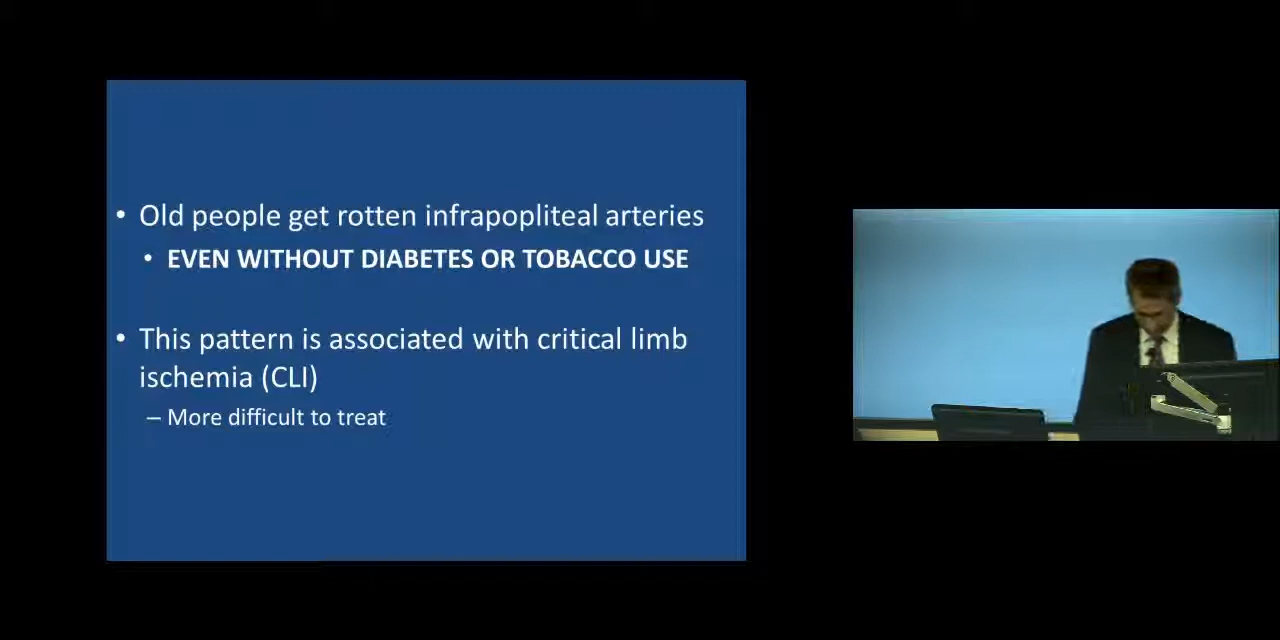 • Old people get rotten infrapopliteal arteries
• EVEN WITHOUT DIABETES OR TOBACCO USE
• This pattern is associated with critical limb
ischemia (CLI)
– More difficult to treat